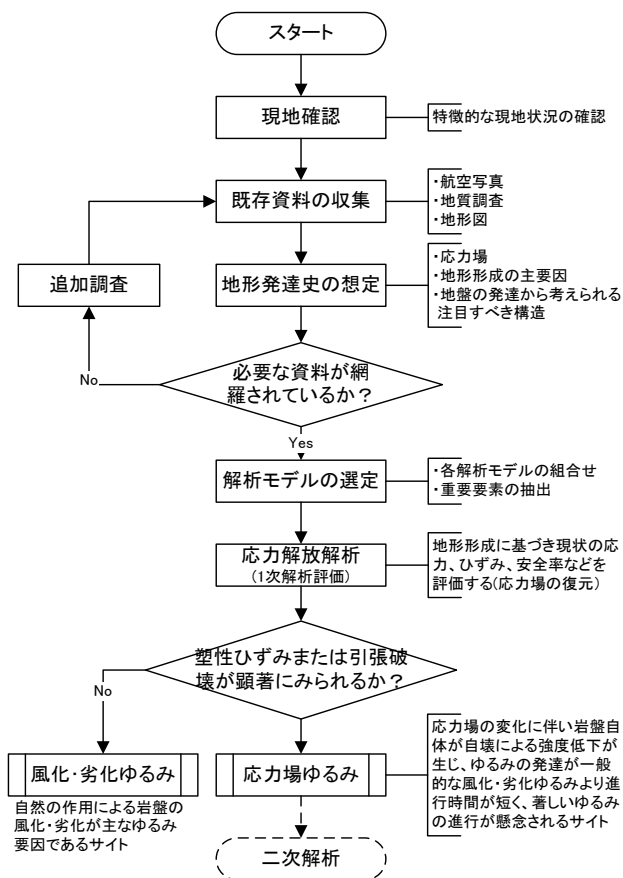 スタート
現地確認
特徴的な現地状況の確認
既存資料の収集
・航空写真
・地質調査
・地形図
追加調査
地形発達史の想定
・応力場
・地形形成の主要因
・地盤の発達から考えられる
注目すべき構造
必要な資料が網
羅されているか?
No
Yes
解析モデルの選定
・各解析モデルの組合せ
・重要要素の抽出
応力解放解析
(1次解析評価)
地形形成に基づき現状の応
力、ひずみ、安全率などを
評価する(応力場の復元)
塑性ひずみまたは引張破
壊が顕著にみられるか?
No
風化・劣化ゆるみ
自然の作用による岩盤の
風化・劣化が主なゆるみ
要因であるサイト
応力場ゆるみ
応力場の変化に伴い岩盤自
体が自壊による強度低下が
生じ、ゆるみの発達が一般
的な風化・劣化ゆるみより進
行時間が短く、著しいゆるみ
の進行が懸念されるサイト
二次解析